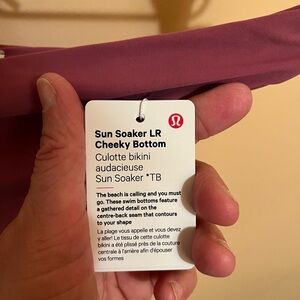 Sun Soaker LR
Cheeky Bottom
Culotte bikini
audacieuse
Sun Soaker *TB
The beach is calling and you must
go. These swim bottoms feature
a gathered detail on the
centre-back seam that contours
to your shape
La plage vous appelle et vous devez
y aller! Le tissu de cette culotte
bikini a été plissé près de la couture
centrale à l'arrière afin d'épouser
vos formes